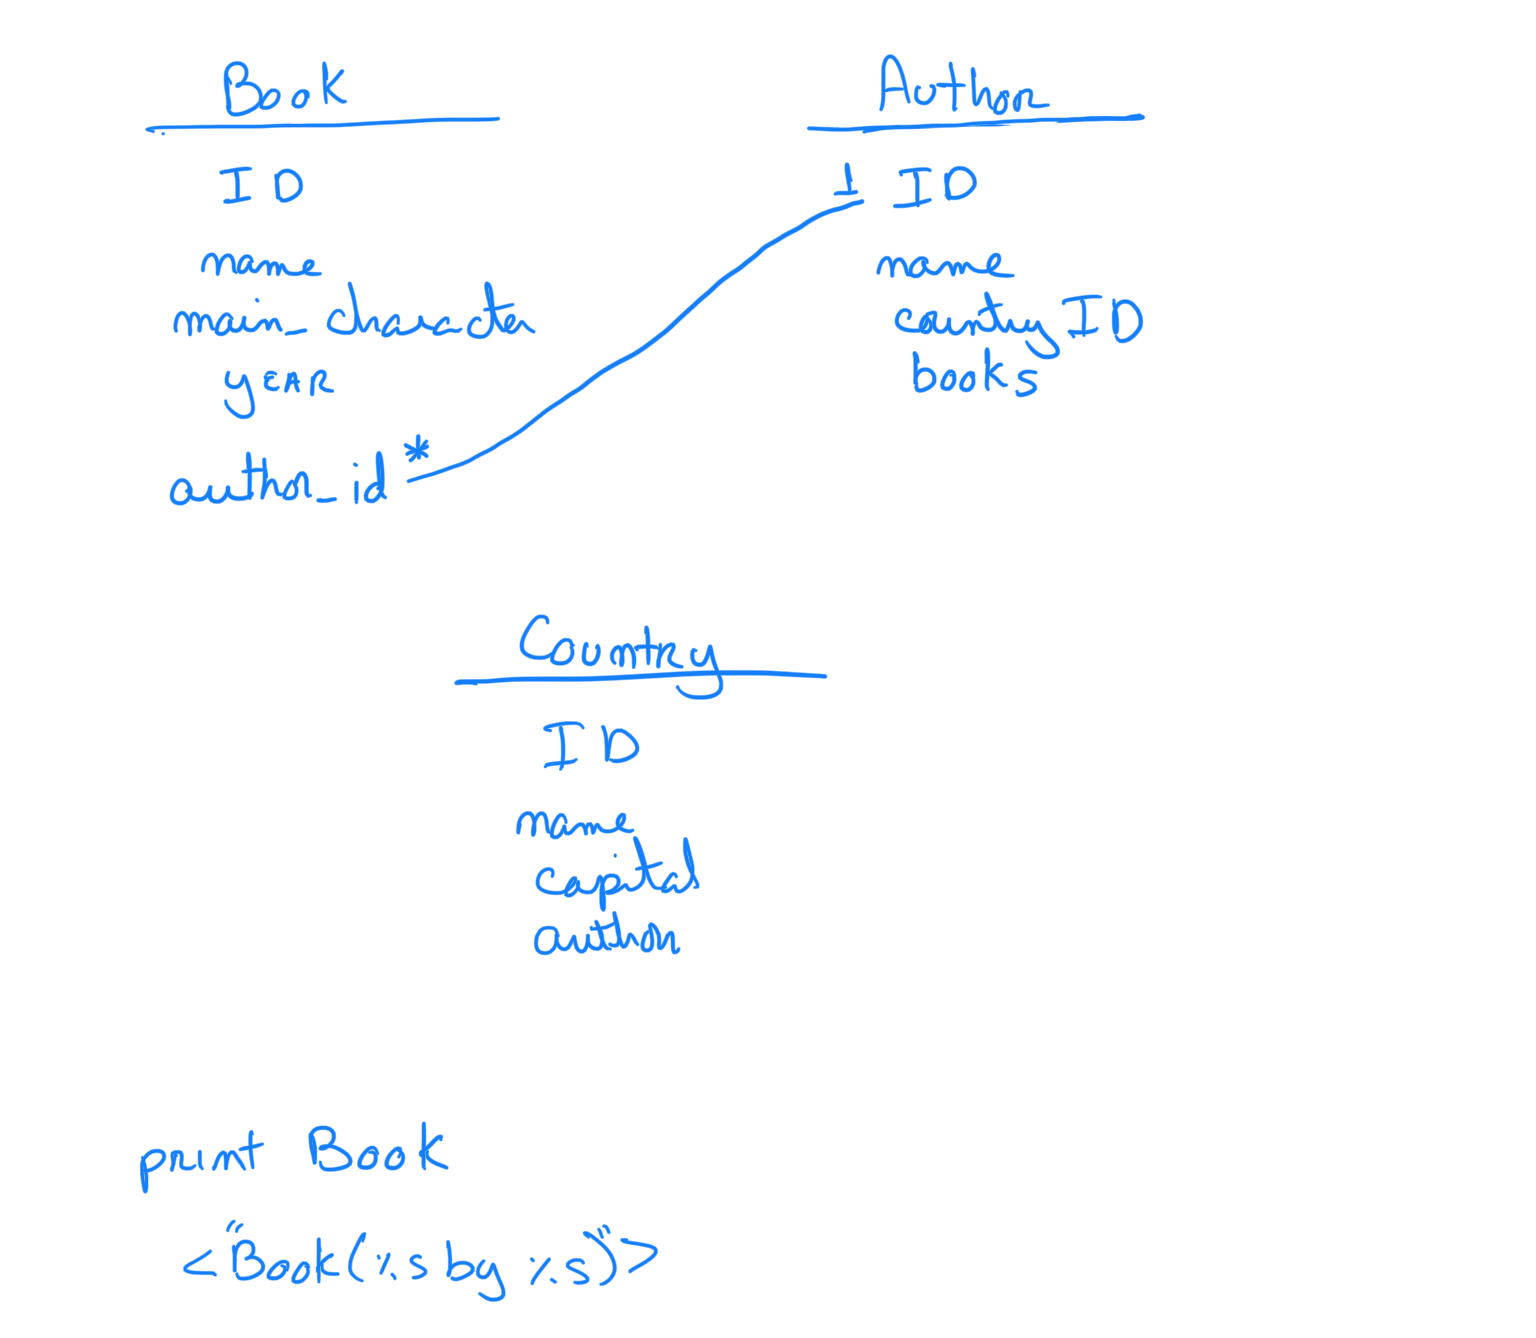 Book
ID
name
main_character
YEAR
author_id *
Author
1 ID
name
country ID
books
Country
ID
name
capital
author
print Book
<"Book(%s by %s)">